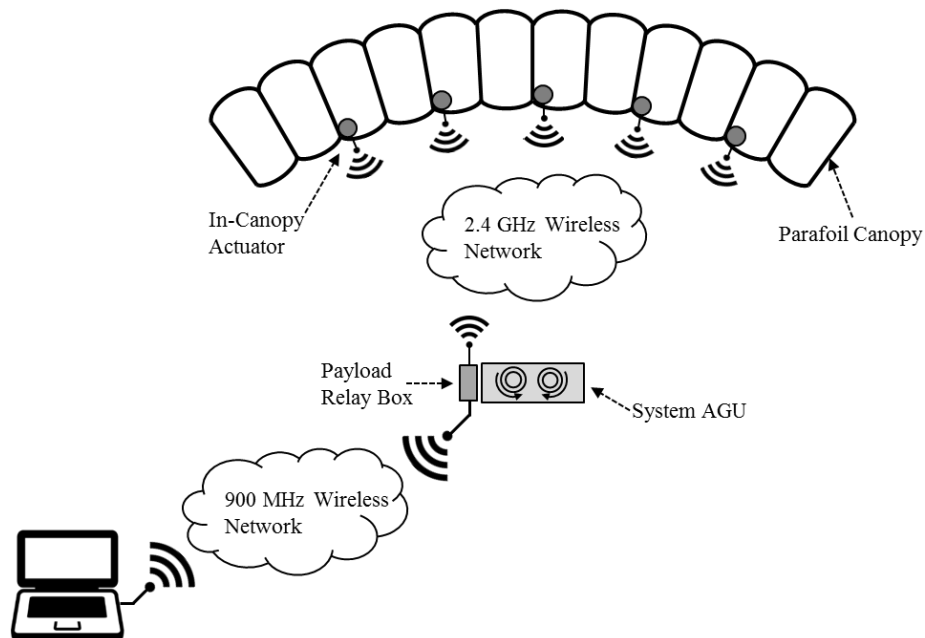 In-Canopy
Actuator
2.4 GHz Wireless
Network
Parafoil Canopy
Payload
Relay Box
System AGU
900 MHz Wireless
Network